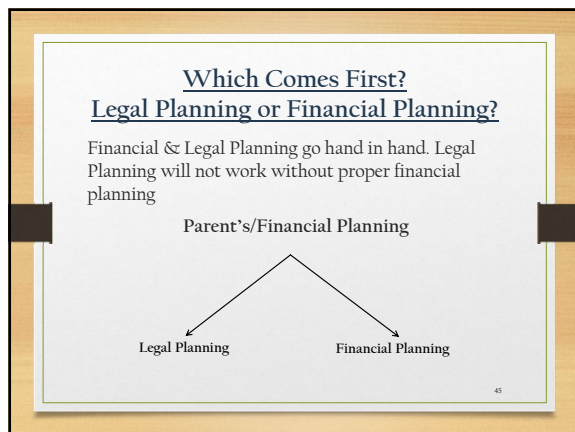 Which Comes First?
Legal Planning or Financial Planning?
Financial & Legal Planning go hand in hand. Legal
Planning will not work without proper financial
planning
Parent's/Financial Planning
Legal Planning
Financial Planning
45